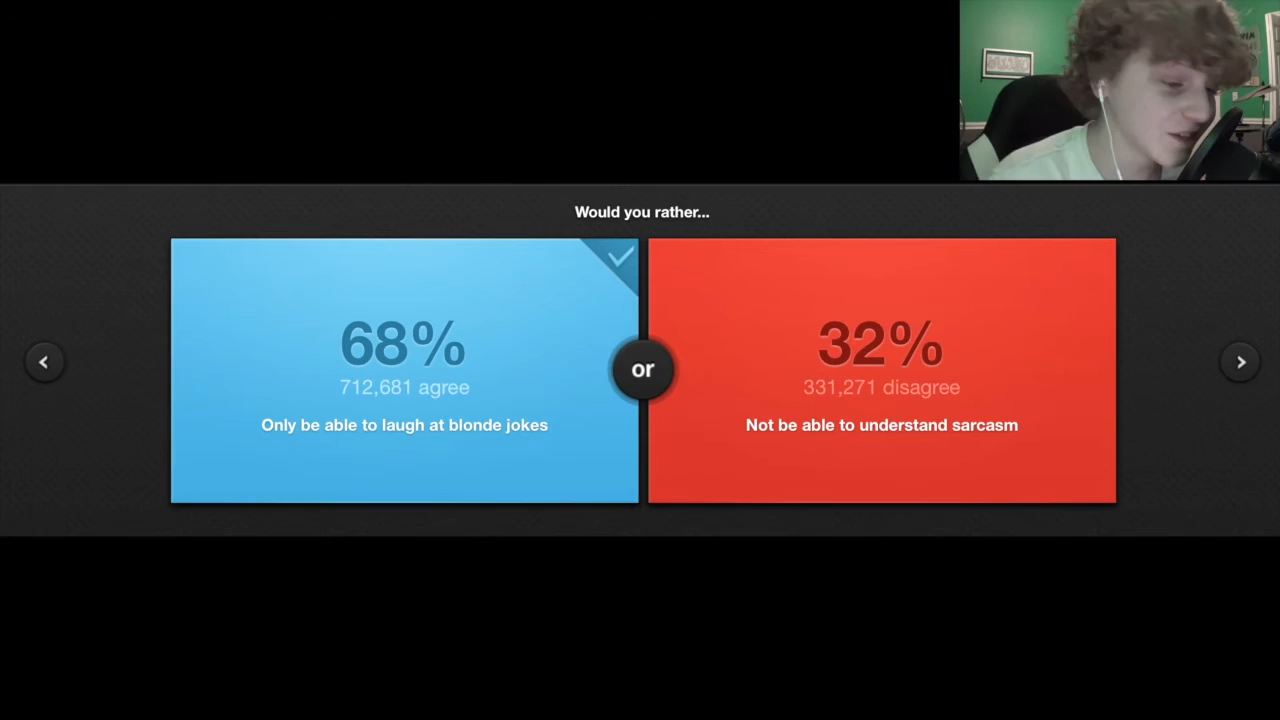 Would you rather...
68%
712,681 agree
Only be able to laugh at blonde jokes
or
32%
331,271 disagree
Not be able to understand sarcasm